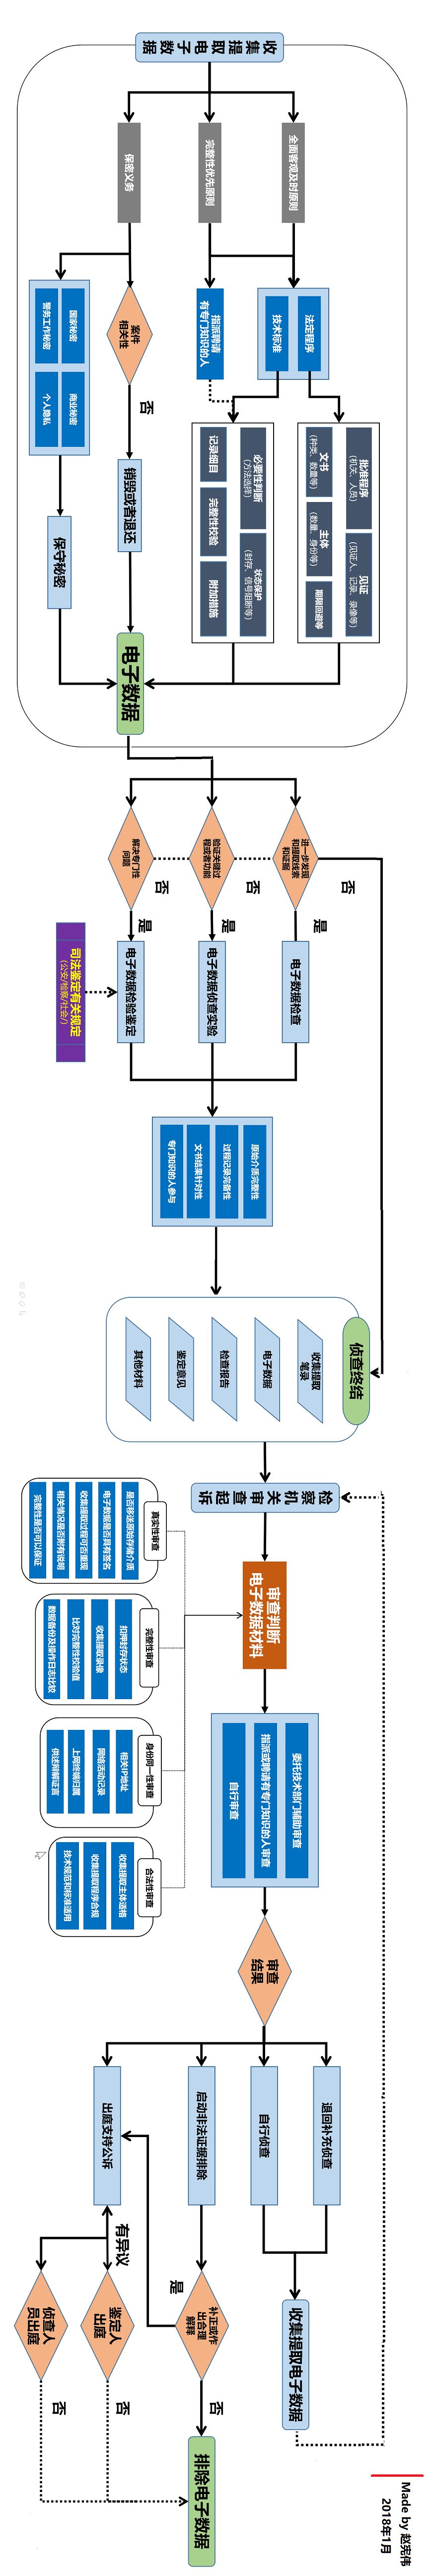 收集提取电子数据
全面客观及时原则
完整性优先原则
保密义务
法定程序
技术标准
指派聘请
有专门知识的人
案件
相关性
否
国家秘密
商业秘密
警务工作秘密
个人隐私
批准程序
(机关、人员)
见证
(见证人、记录、录像等)
文书
(种类、数量等)
主体
(数量、身份等)
期限回避等
必要性判断
(方法选择)
状态保护
(封存、信号阻断等)
记录细目
完整性校验
附加措施
销毁或者退还
保守秘密
电子数据
进一步发现
和提取线索
和证据
验证关键过
程或者功能
解决专门性
问题
否
否
否
是
是
是
电子数据检查
电子数据侦查实验
电子数据检验鉴定
司法鉴定有关规定
(公安/检察/社会/)
原始介质完整性
过程记录完备性
文书结果针对性
专门知识的人参与
侦查终结
收集提取
笔录
电子数据
检查报告
鉴定意见
其他材料
检察机关审查起诉
审查判断
电子数据材料
真实性审查
是否移送原始存储介质
电子数据是否具有签名
收集提取过程可否重现
相关情况是否附有说明
完整性是否可以保证
完整性审查
扣押封存状态
收集提取录像
比对完整性校验值
数据备份及操作日志比较
身份同一性审查
相关IP地址
网络活动记录
上网终端归属
供述辩解证言
合法性审查
收集提取主体适格
收集提取程序合规
技术规范和标准适用
委托技术部门辅助审查
指派或聘请有专门知识的人审查
自行审查
审查
结果
退回补充侦查
自行侦查
启动非法证据排除
出庭支持公诉
收集提取电子数据
补正或作
出合理
解释
是
否
有异议
鉴定人
出庭
侦查人
员出庭
否
否
排除电子数据
Made by 赵宪伟
2018年1月